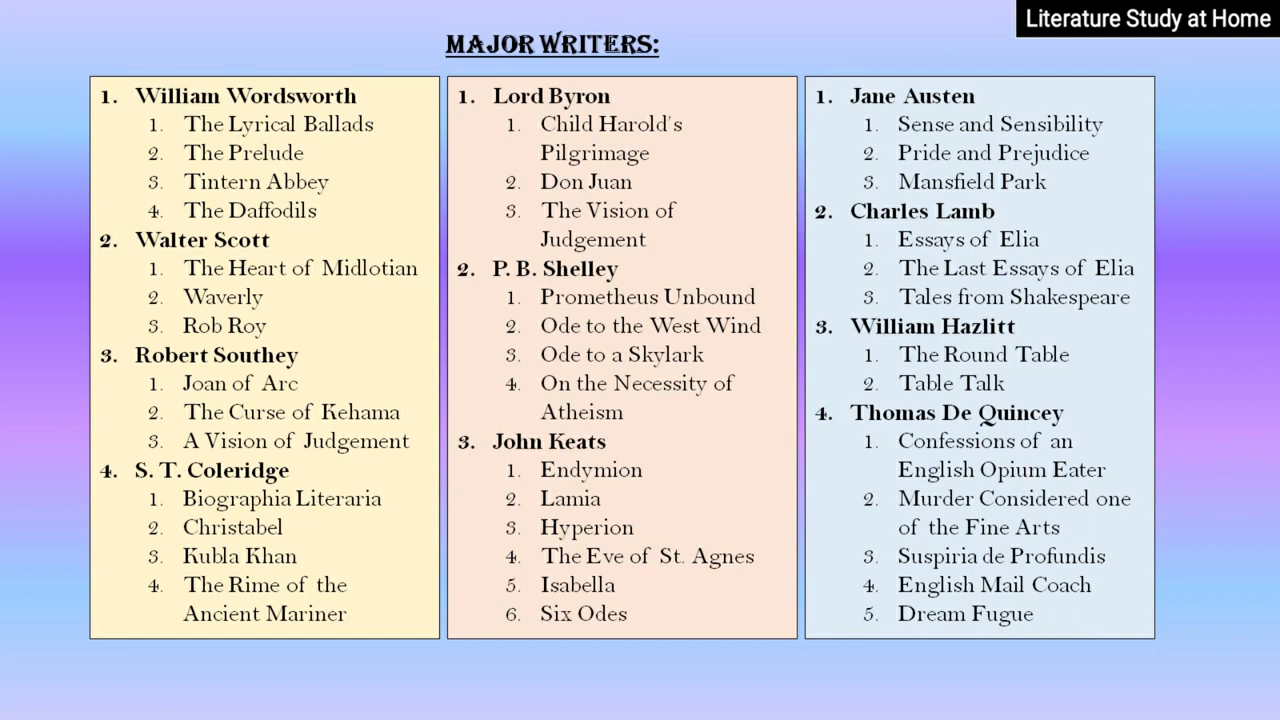 Literature Study at Home
MAJOR WRITERS:
1. William Wordsworth
1. The Lyrical Ballads
2. The Prelude
3. Tintern Abbey
4. The Daffodils
2. Walter Scott
1. The Heart of Midlotian
2. Waverly
3. Rob Roy
3. Robert Southey
1. Joan of Arc
2. The Curse of Kehama
3. A Vision of Judgement
4. S. T. Coleridge
1. Biographia Literaria
2. Christabel
3. Kubla Khan
4. The Rime of the
Ancient Mariner
1. Lord Byron
1. Child Harold's
Pilgrimage
2. Don Juan
3. The Vision of
Judgement
2. P. B. Shelley
1. Prometheus Unbound
2. Ode to the West Wind
3. Ode to a Skylark
4. On the Necessity of
Atheism
3. John Keats
1. Endymion
2. Lamia
3. Hyperion
4. The Eve of St. Agnes
5. Isabella
6. Six Odes
1. Jane Austen
1. Sense and Sensibility
2. Pride and Prejudice
3. Mansfield Park
2. Charles Lamb
1. Essays of Elia
2. The Last Essays of Elia
3. Tales from Shakespeare
3. William Hazlitt
1. The Round Table
2. Table Talk
4. Thomas De Quincey
1. Confessions of an
English Opium Eater
2. Murder Considered one
of the Fine Arts
3. Suspiria de Profundis
4. English Mail Coach
5. Dream Fugue